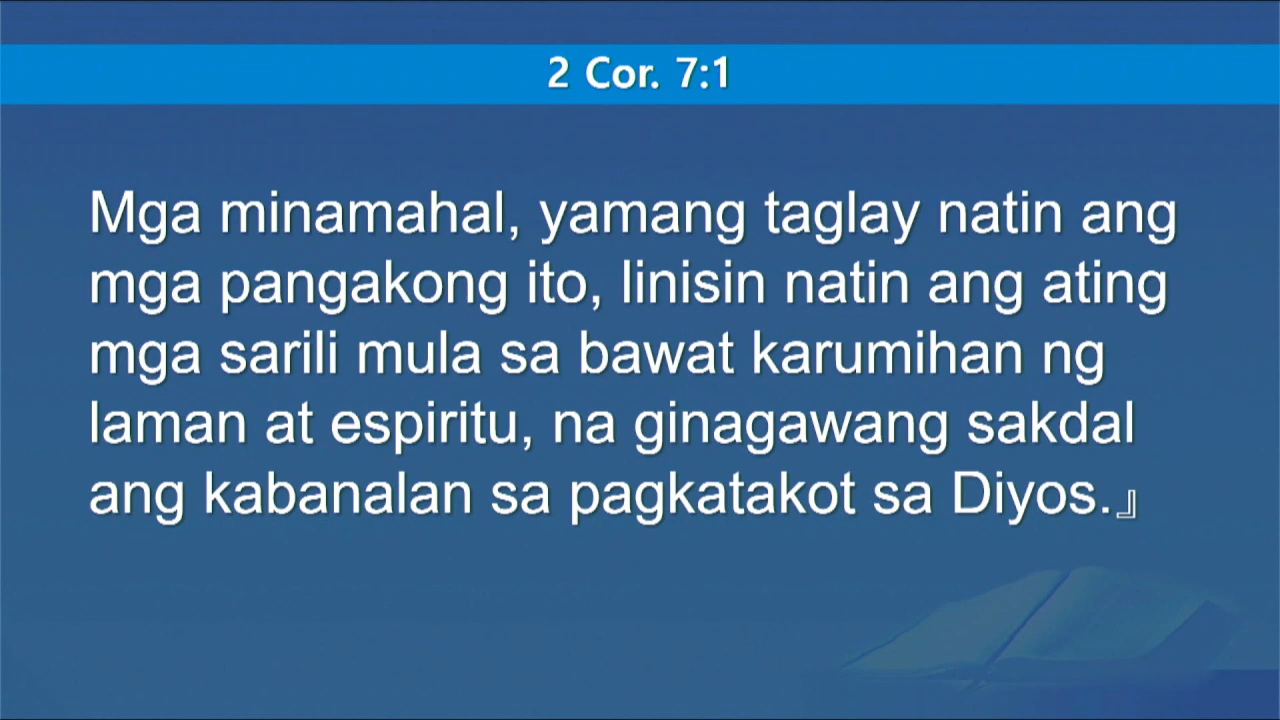 2 Cor. 7:1
Mga minamahal, yamang taglay natin ang
mga pangakong ito, linisin natin ang ating
mga sarili mula sa bawat karumihan ng
laman at espiritu, na ginagawang sakdal
ang kabanalan sa pagkatakot sa Diyos.』